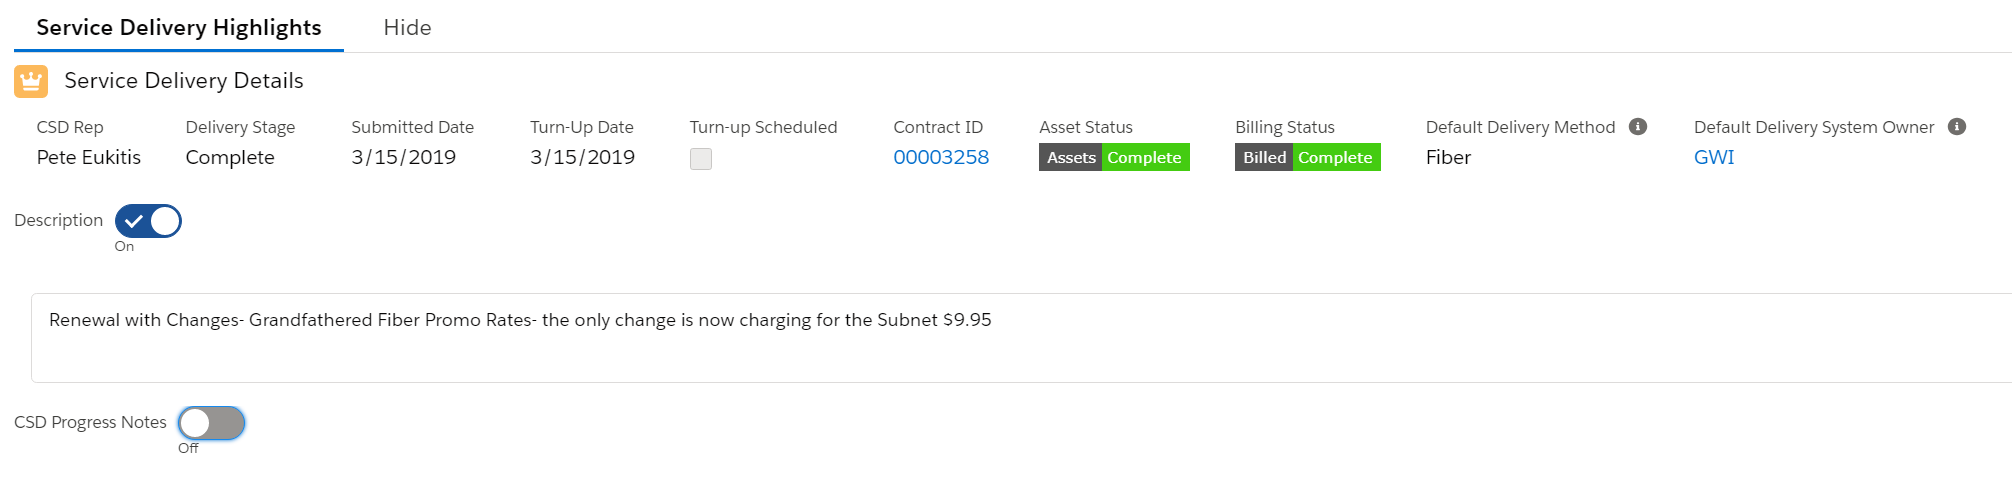 Service Delivery Highlights Hide
Service Delivery Details
CSD Rep Delivery Stage Submitted Date Turn-Up Date Turn-up Scheduled Contract ID Asset Status Billing Status Default Delivery Method Default Delivery System Owner
Pete Eukitis Complete 3/15/2019 3/15/2019 00003258 Assets Complete Billed Complete Fiber GWI
Description
On
Renewal with Changes- Grandfathered Fiber Promo Rates- the only change is now charging for the Subnet $9.95
CSD Progress Notes
Off